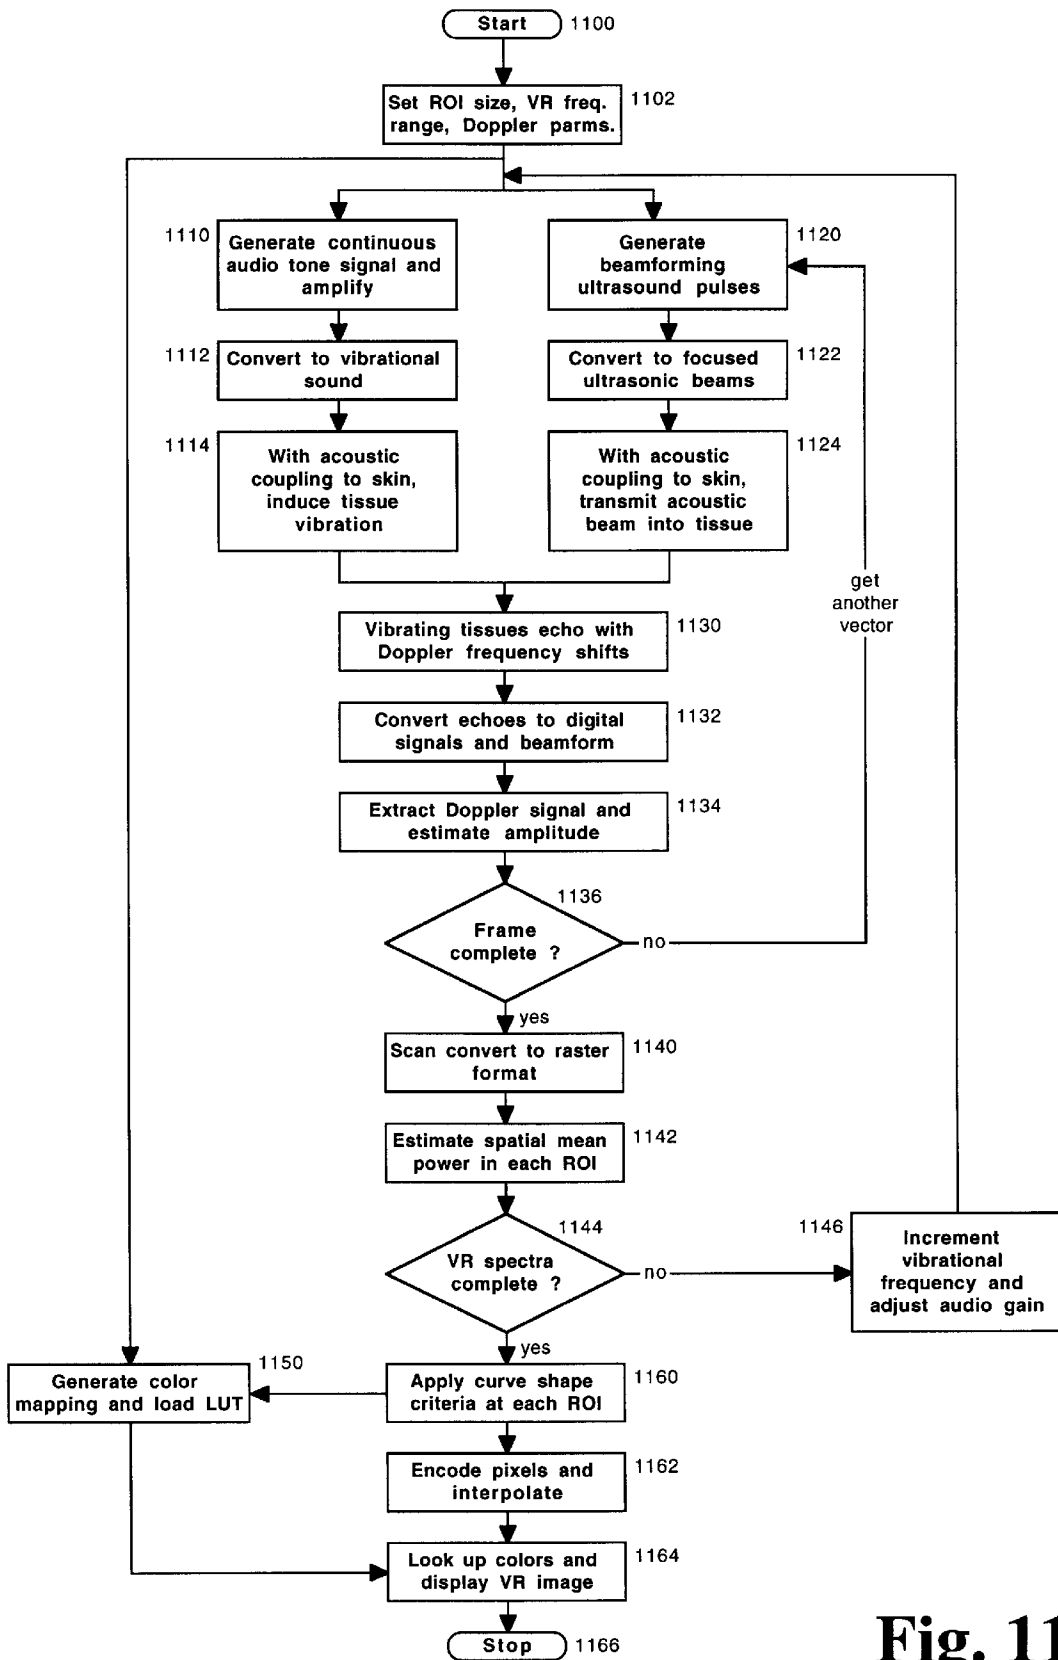 Start
1100
Set ROI size, VR freq.
range, Doppler parms.
1102
1110
Generate continuous
audio tone signal and
amplify
Generate
beamforming
ultrasound pulses
1120
1112
Convert to vibrational
sound
Convert to focused
ultrasonic beams
1122
1114
With acoustic
coupling to skin,
induce tissue
vibration
With acoustic
coupling to skin,
transmit acoustic
beam into tissue
1124
get
another
vector
Vibrating tissues echo with
Doppler frequency shifts
1130
Convert echoes to digital
signals and beamform
1132
Extract Doppler signal and
estimate amplitude
1134
1136
Frame
complete ?
no
yes
Scan convert to raster
format
1140
Estimate spatial mean
power in each ROI
1142
1144
VR spectra
complete ?
no
1146
Increment
vibrational
frequency and
adjust audio gain
yes
1150
Generate color
mapping and load LUT
Apply curve shape
criteria at each ROI
1160
Encode pixels and
interpolate
1162
Look up colors and
display VR image
1164
Stop
1166
Fig. 11